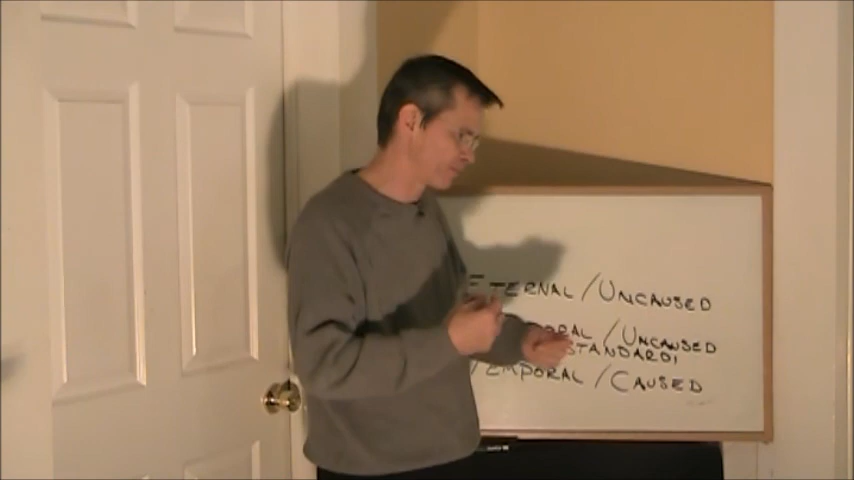 ETERNAL / UNCAUSED
/ UNCAUSED
STANDARD!
TEMPORAL / CAUSED